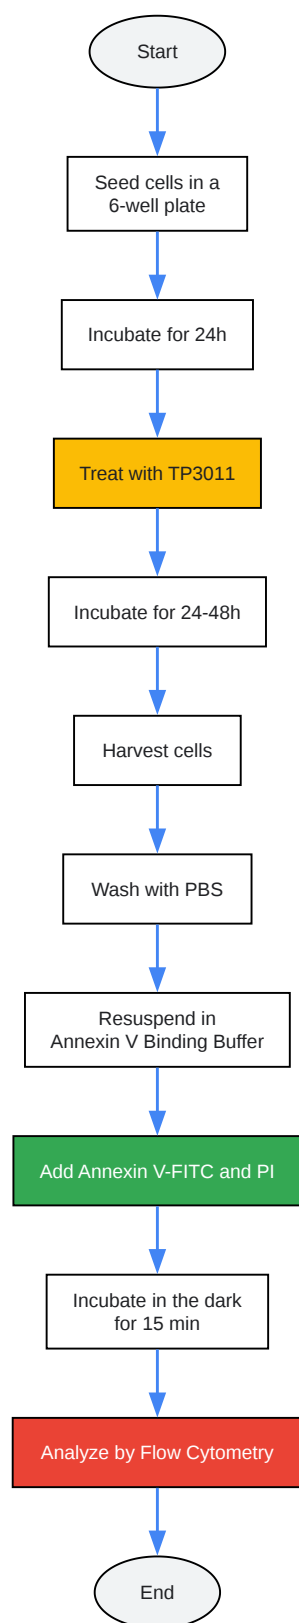 Start
Seed cells in a
6-well plate
Incubate for 24h
Treat with TP3011
Incubate for 24-48h
Harvest cells
Wash with PBS
Resuspend in
Annexin V Binding Buffer
Add Annexin V-FITC and PI
Incubate in the dark
for 15 min
Analyze by Flow Cytometry
End